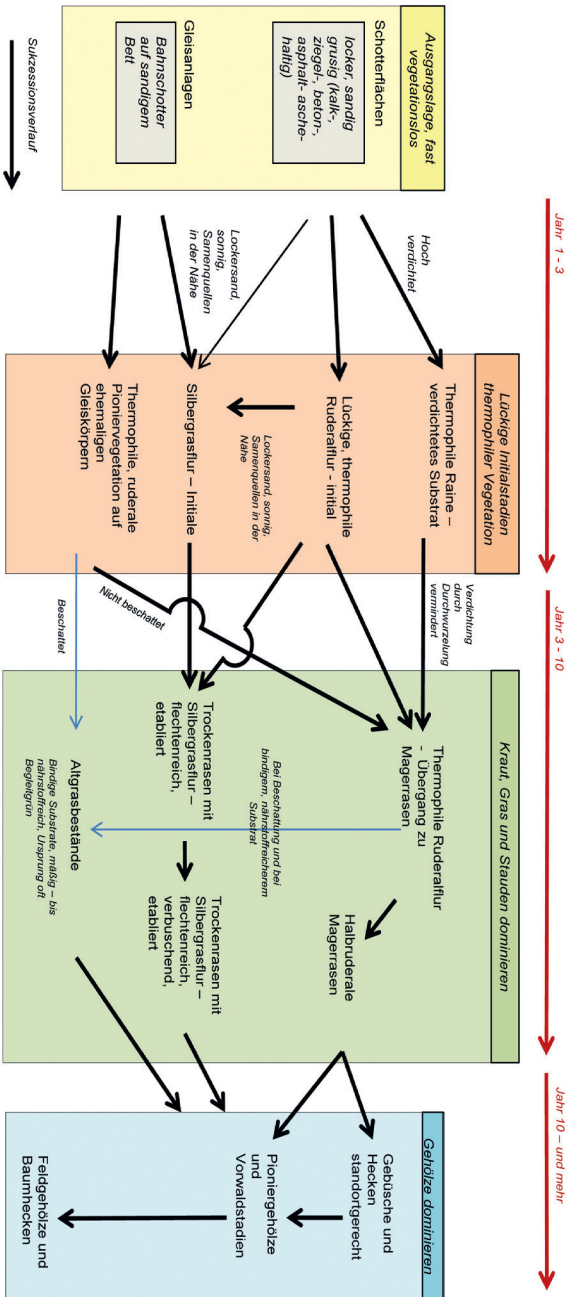 Jahr 1 - 3
Jahr 3 - 10
Jahr 10 – und mehr
Ausgangslage, fast
vegetationslos
Schotterflächen
locker, sandig
grusig (kalk-,
ziegel-, beton-,
asphalt- asche-
haltig)
Gleisanlagen
Bahnschotter
auf sandigem
Bett
Sukzessionsverlauf
Hoch
verdichtet
Lockersand,
sonnig,
Samenquellen
in der Nähe
Lückige Initialstadien
thermophiler Vegetation
Thermophile Raine –
verdichtetes Substrat
Lückige, thermophile
Ruderalflur - initial
Lockersand, sonnig,
Samenquellen in der
Nähe
Silbergrasflur – Initiale
Thermophile, ruderale
Pioniervegetation auf
ehemaligen
Gleiskörpern
Verdichtung
durch
Durchwurzelung
vermindert
Nicht beschattet
Beschattet
Kraut, Gras und Stauden dominieren
Thermophile Ruderalflur
- Übergang zu
Magerrasen
Halbruderale
Magerrasen
Bei Beschattung und bei
bindigem, nährstoffreicherem
Substrat
Trockenrasen mit
Silbergrasflur –
flechtenreich,
etabliert
Trockenrasen mit
Silbergrasflur –
flechtenreich,
verbuschend,
etabliert
Altgrasbestände
Bindige Substrate, mäßig – bis
nährstoffreich, Ursprung oft
Begleitgrün
Gehölze dominieren
Gebüsche und
Hecken
standortgerecht
Pioniergehölze
und
Vorwaldstadien
Feldgehölze und
Baumhecken